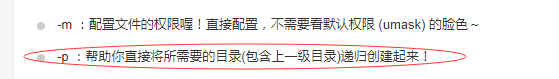 -m ：配置文件的权限喔！直接配置，不需要看默认权限 (umask) 的脸色～
-p ：帮助你直接将所需要的目录(包含上一级目录)递归创建起来！